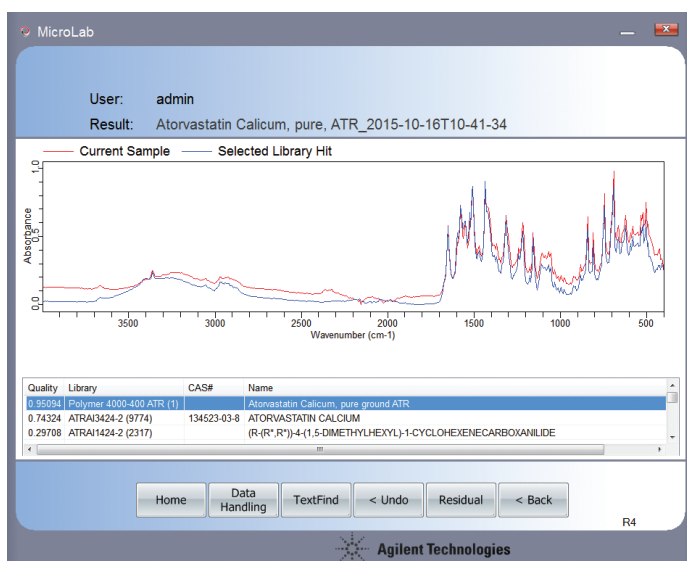 MicroLab
User: admin
Result: Atorvastatin Calicum, pure, ATR_2015-10-16T10-41-34
Current Sample Selected Library Hit
1.0
0.5
0.0
Absorbance
3500 3000 2500 2000 1500 1000 500
Wavenumber (cm-1)
Quality Library CAS# Name
0.95094 Polymer 4000-400 ATR (1) Atorvastatin Calicum, pure ground ATR
0.74324 ATRAI3424-2 (9774) 134523-03-8 ATORVASTATIN CALCIUM
0.29708 ATRAI1424-2 (2317) (R-(R*,R*))-4-(1,5-DIMETHYLHEXYL)-1-CYCLOHEXENECARBOXANILIDE
Home Data Handling TextFind < Undo Residual < Back
R4
Agilent Technologies